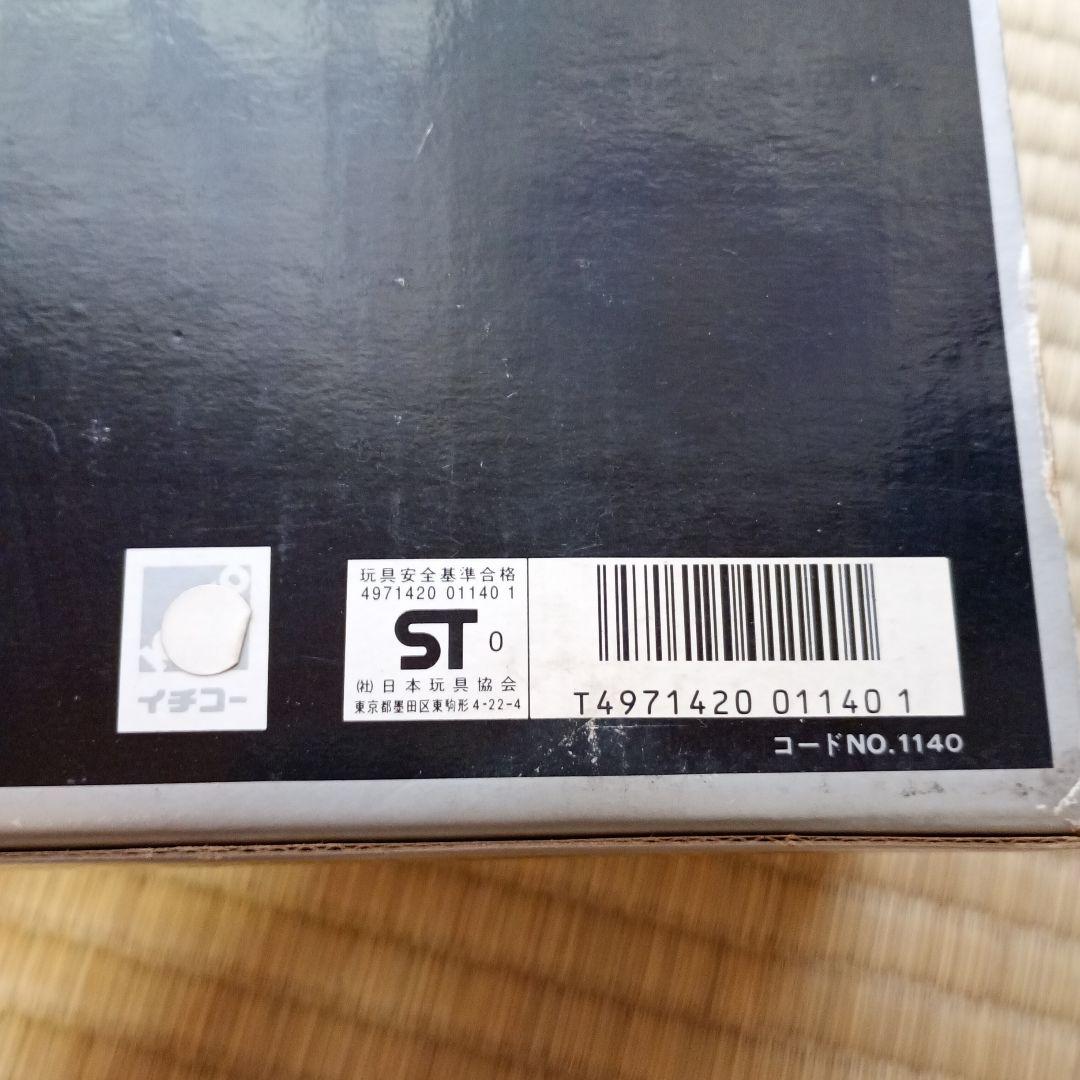 イチコー
玩具安全基準合格
4971420 01140 1
ST 0
(社)日本玩具協会
東京都墨田区東駒形4-22-4
T4971420 01140 1
コードNO.1140